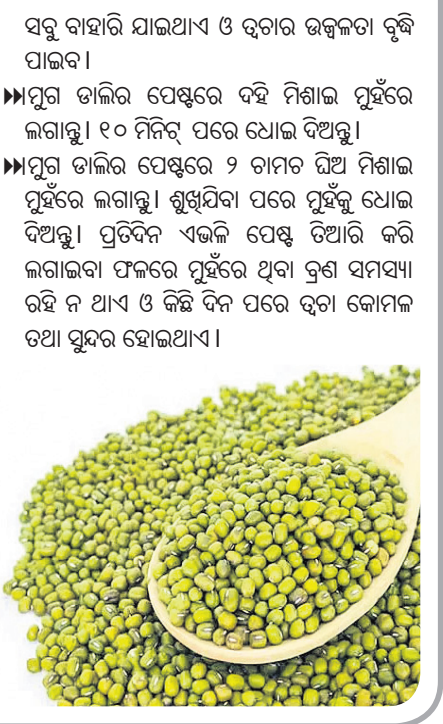 ସବୁ ବାହାରି ଯାଇଥାଏ ଓ ତ୍ୱଚାର ଉଜ୍ଜ୍ୱଳତା ବୃଦ୍ଧି
ପାଇବ।
▶▶ମୁଗ ଡାଲିର ପେଷ୍ଟରେ ଦହି ମିଶାଇ ମୁହଁରେ
ଲଗାନ୍ତୁ। ୧୦ ମିନିଟ୍ ପରେ ଧୋଇ ଦିଅନ୍ତୁ।
▶▶ମୁଗ ଡାଲିର ପେଷ୍ଟରେ ୨ ଚାମଚ ଘିଅ ମିଶାଇ
ମୁହଁରେ ଲଗାନ୍ତୁ। ଶୁଖିଯିବା ପରେ ମୁହଁକୁ ଧୋଇ
ଦିଅନ୍ତୁ। ପ୍ରତିଦିନ ଏଭଳି ପେଷ୍ଟ ତିଆରି କରି
ଲଗାଇବା ଫଳରେ ମୁହଁରେ ଥିବା ବ୍ରଣ ସମସ୍ୟା
ରହି ନ ଥାଏ ଓ କିଛି ଦିନ ପରେ ତ୍ୱଚା କୋମଳ
ତଥା ସୁନ୍ଦର ହୋଇଥାଏ।